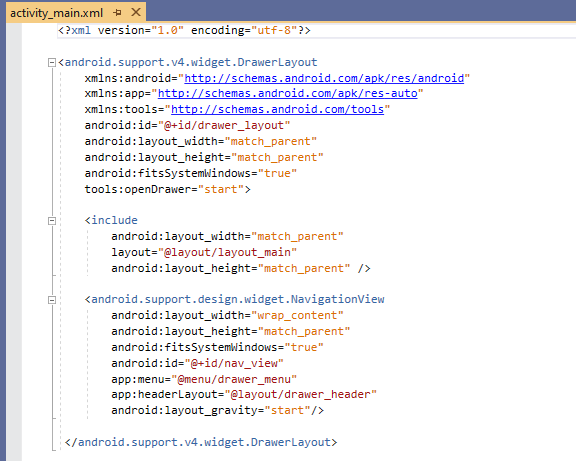 activity_main.xml
<?xml version="1.0" encoding="utf-8"?>
<android.support.v4.widget.DrawerLayout
xmlns:android="http://schemas.android.com/apk/res/android"
xmlns:app="http://schemas.android.com/apk/res-auto"
xmlns:tools="http://schemas.android.com/tools"
android:id="@+id/drawer_layout"
android:layout_width="match_parent"
android:layout_height="match_parent"
android:fitsSystemWindows="true"
tools:openDrawer="start">
<include
android:layout_width="match_parent"
layout="@layout/layout_main"
android:layout_height="match_parent" />
<android.support.design.widget.NavigationView
android:layout_width="wrap_content"
android:layout_height="match_parent"
android:fitsSystemWindows="true"
android:id="@+id/nav_view"
app:menu="@menu/drawer_menu"
app:headerLayout="@layout/drawer_header"
android:layout_gravity="start"/>
</android.support.v4.widget.DrawerLayout>